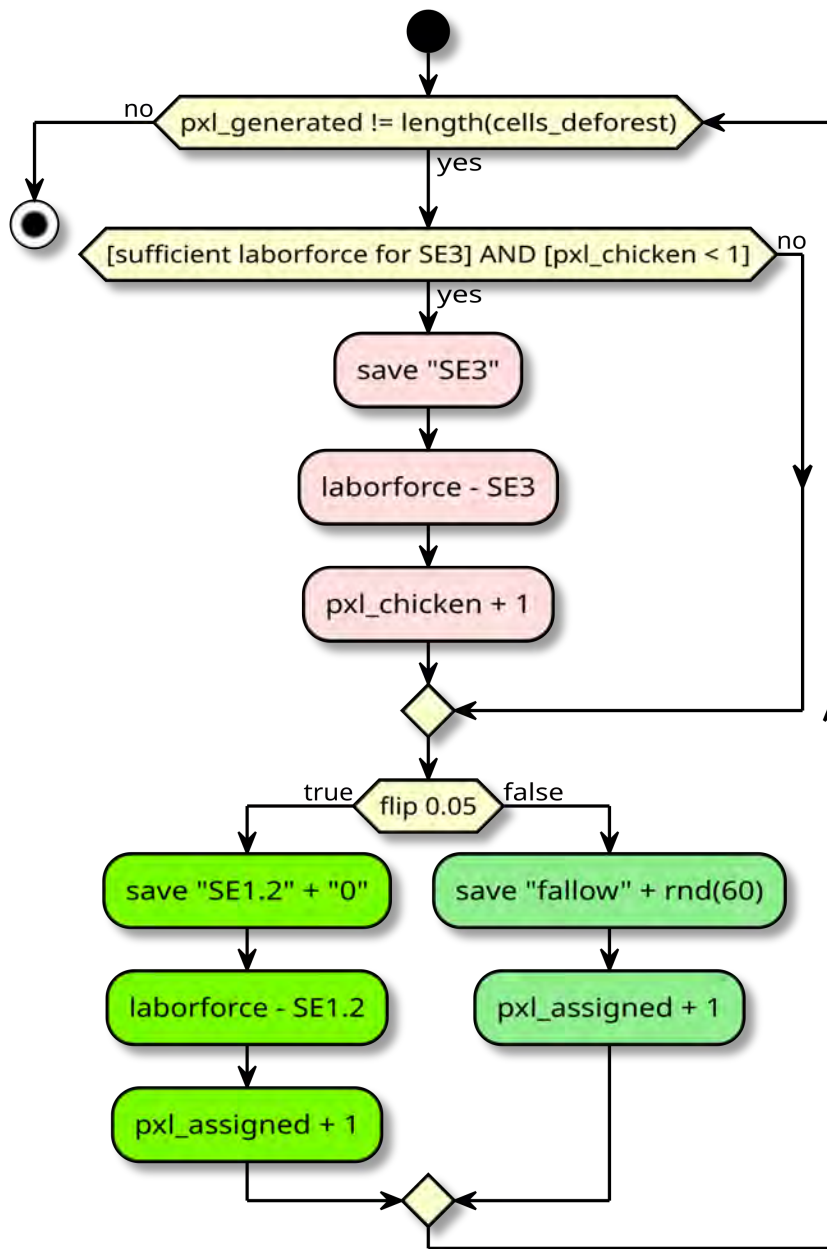 no
pxl_generated != length(cells_deforest)
yes
[sufficient laborforce for SE3] AND [pxl_chicken < 1]
no
yes
save "SE3"
laborforce - SE3
pxl_chicken + 1
true
flip 0.05
false
save "SE1.2" + "0"
save "fallow" + rnd(60)
laborforce - SE1.2
pxl_assigned + 1
pxl_assigned + 1